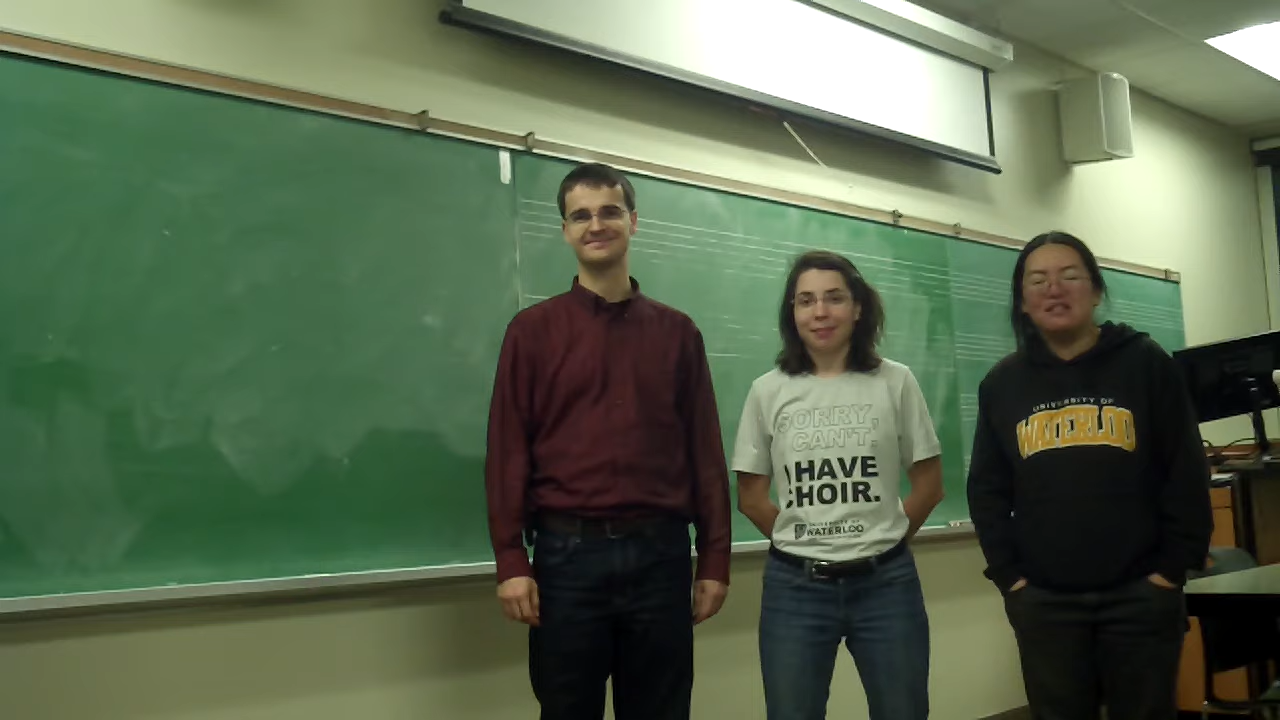 SORRY,
CAN'T,
I HAVE
CHOIR.
UNIVERSITY OF
WATERLOO
UNIVERSITY OF
WATERLOO